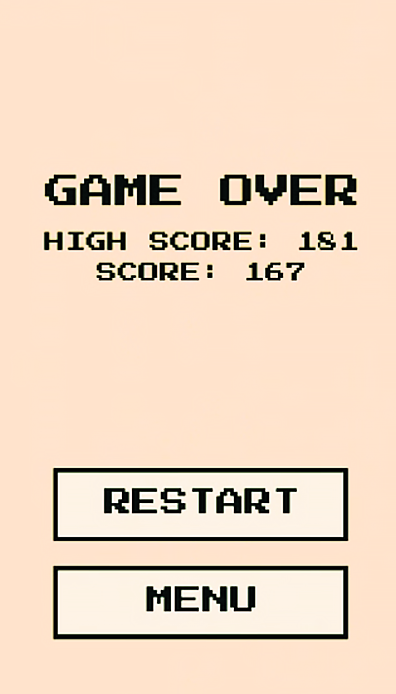 GAME OVER
HIGH SCORE: 181
SCORE: 167
RESTART
MENU